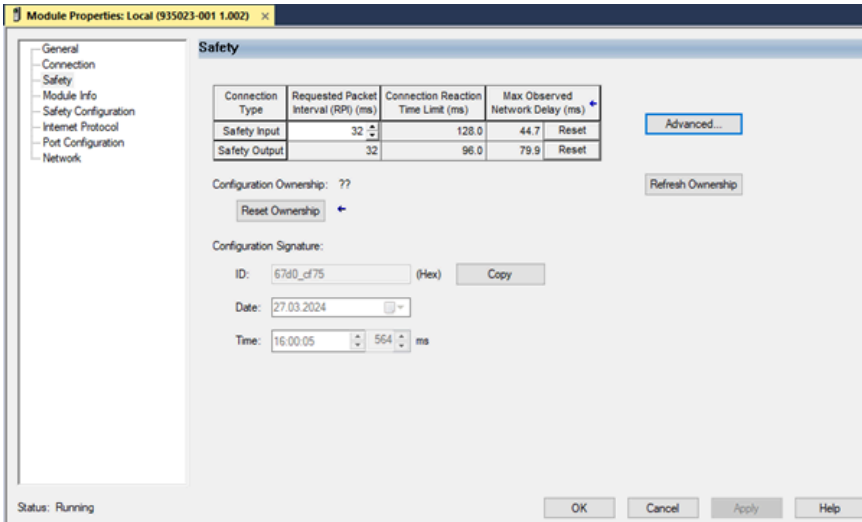 Module Properties: Local (935023-001 1.002) ×
General
Connection
Safety
Module Info
Safety Configuration
Internet Protocol
Port Configuration
Network
Safety
Connection Type Requested Packet Interval (RPI) (ms) Connection Reaction Time Limit (ms) Max Observed Network Delay (ms)
Safety Input 32 128.0 44.7 Reset
Safety Output 32 96.0 79.9 Reset
Advanced...
Configuration Ownership: ??
Refresh Ownership
Reset Ownership
Configuration Signature:
ID: 67d0_cf75 (Hex) Copy
Date: 27.03.2024
Time: 16:00:05 564 ms
Status: Running
OK Cancel Apply Help